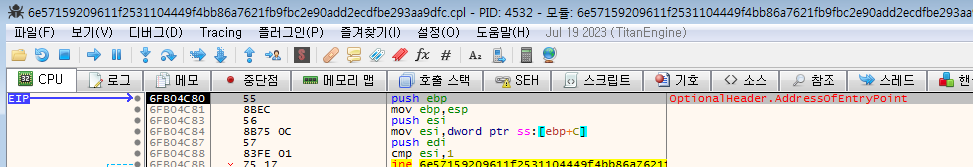 6e57159209611f2531104449f4bb86a7621fb9fbc2e90add2ecdfbe293aa9dfc.cpl - PID: 4532 - 모듈: 6e57159209611f2531104449f4bb86a7621fb9fbc2e90add2ecdfbe293aa
파일(F) 보기(V) 디버그(D) Tracing 플러그인(P) 즐겨찾기(I) 설정(O) 도움말(H) Jul 19 2023 (TitanEngine)
CPU 로그 메모 중단점 메모리 맵 호출 스택 SEH 스크립트 기호 소스 참조 스레드 핸
EIP 6FB04C80 55 push ebp OptionalHeader.AddressOfEntryPoint
6FB04C81 8BEC mov ebp,esp
6FB04C83 56 push esi
6FB04C84 8B75 0C mov esi,dword ptr ss:[ebp+C]
6FB04C87 57 push edi
6FB04C88 83FE 01 cmp esi,1
6FB04C8B 75 17 jne 6e57159209611f2531104449f4bb86a7621